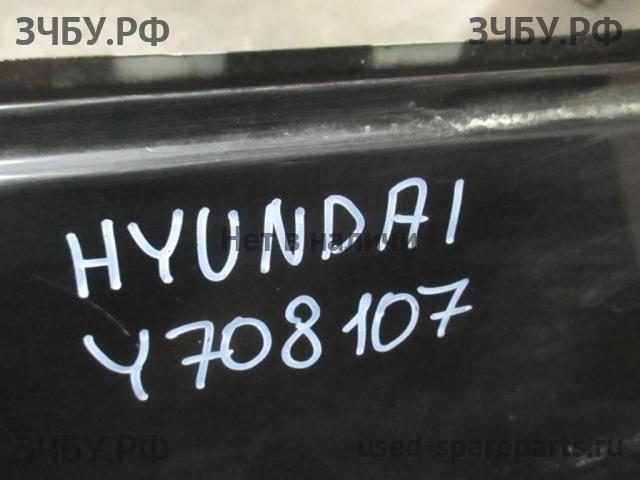 ЗЧБУ.РФ ЗЧБУ.РФ
HYUNDAI
Нет в наличии
Y708107
ЗЧБУ.РФ used-spareparts.ru